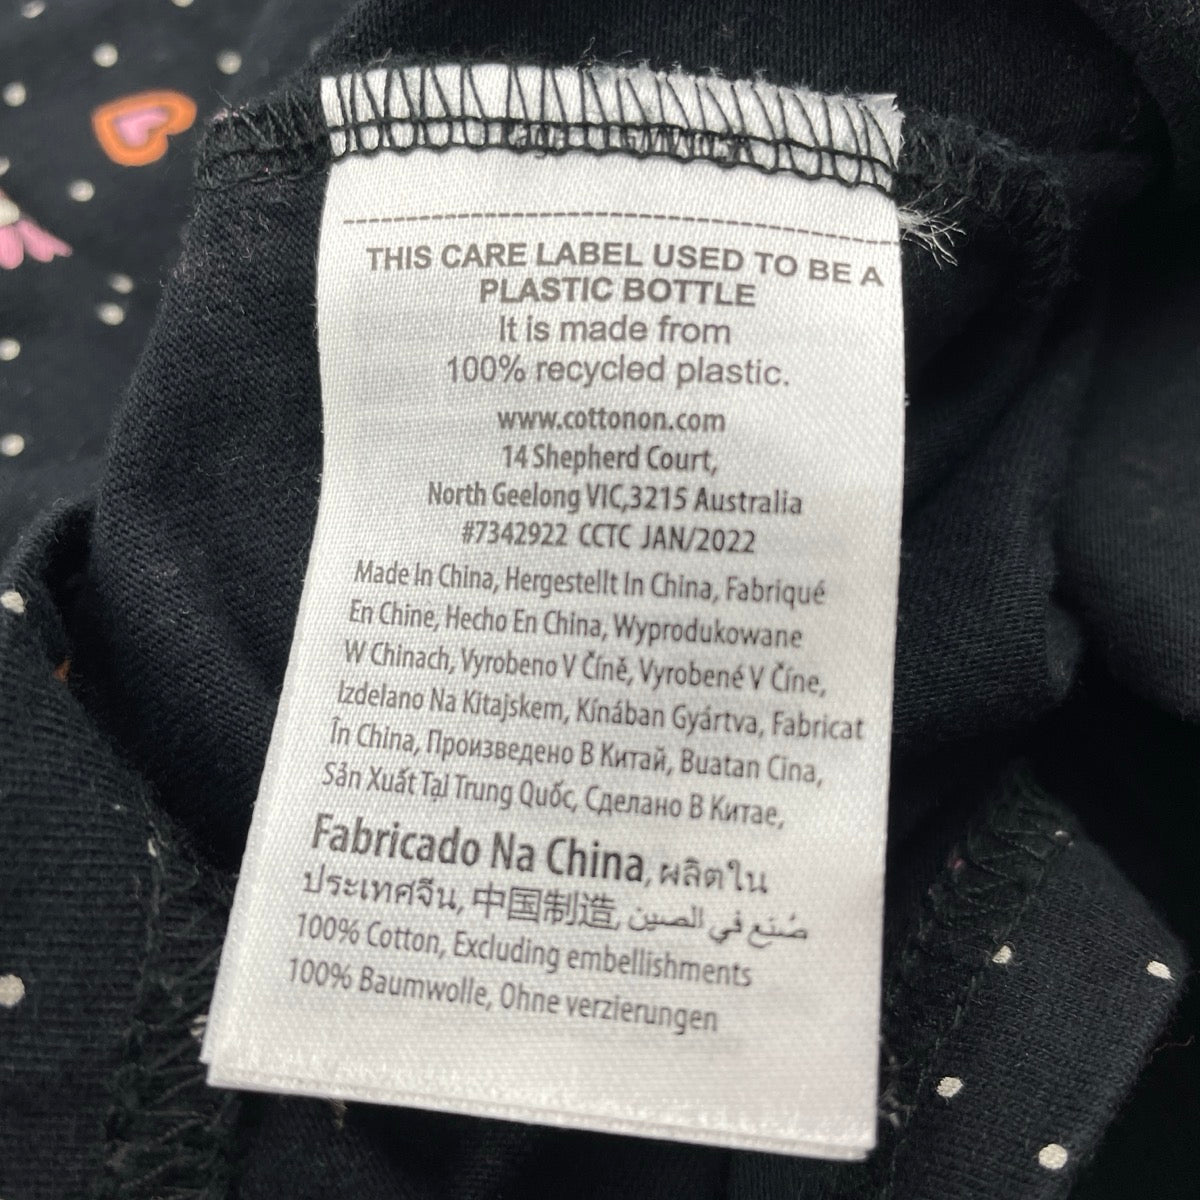 THIS CARE LABEL USED TO BE A
PLASTIC BOTTLE
It is made from
100% recycled plastic.
www.cottonon.com
14 Shepherd Court,
North Geelong VIC,3215 Australia
#7342922 CCTC JAN/2022
Made In China, Hergestellt In China, Fabriqué
En Chine, Hecho En China, Wyprodukowane
W Chinach, Vyrobeno V Číně, Vyrobené V Číne,
Izdelano Na Kitajskem, Kínában Gyártva, Fabricat
În China, Произведено В Китай, Buatan Cina,
Sản Xuất Tại Trung Quốc, Сделано В Китае,
Fabricado Na China, ผลิตใน
ประเทศจีน, 中国制造, صُنع في الصين
100% Cotton, Excluding embellishments
100% Baumwolle, Ohne verzierungen